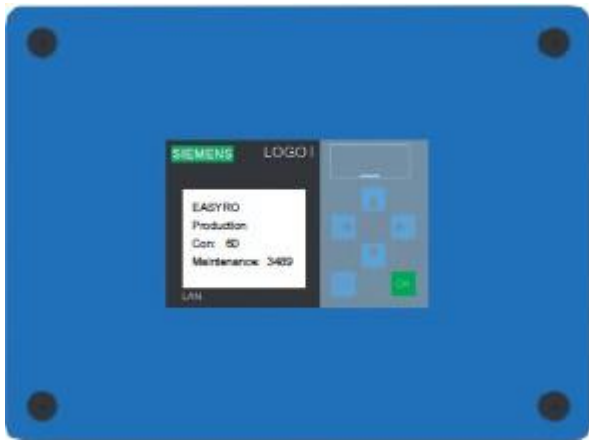 SIEMENS
LOGO!
EASYRO
Production
Con: 60
Maintenance: 3489
LAN
OK